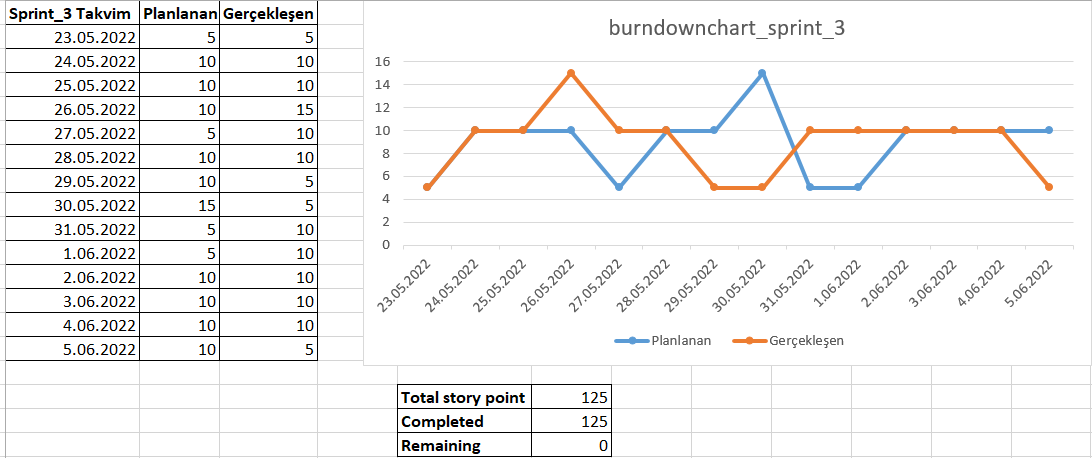 Sprint_3 Takvim Planlanan Gerçekleşen
23.05.2022 5 5
24.05.2022 10 10
25.05.2022 10 10
26.05.2022 10 15
27.05.2022 5 10
28.05.2022 10 10
29.05.2022 10 5
30.05.2022 15 5
31.05.2022 5 10
1.06.2022 5 10
2.06.2022 10 10
3.06.2022 10 10
4.06.2022 10 10
5.06.2022 10 5
burndownchart_sprint_3
16
14
12
10
8
6
4
2
0
23.05.2022 24.05.2022 25.05.2022 26.05.2022 27.05.2022 28.05.2022 29.05.2022 30.05.2022 31.05.2022 1.06.2022 2.06.2022 3.06.2022 4.06.2022 5.06.2022
Planlanan Gerçekleşen
Total story point 125
Completed 125
Remaining 0